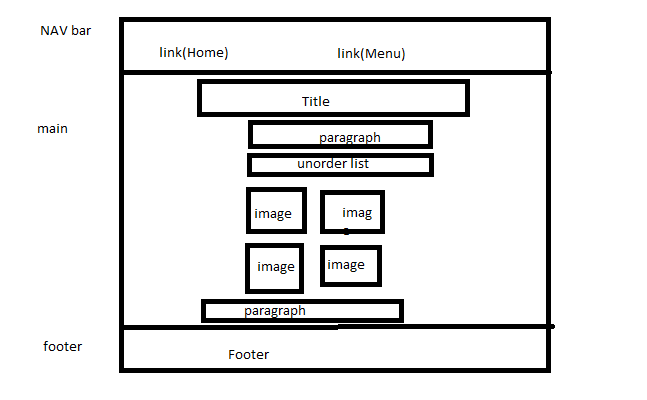 NAV bar
link(Home) link(Menu)
Title
main
paragraph
unorder list
image imag
image image
paragraph
footer
Footer